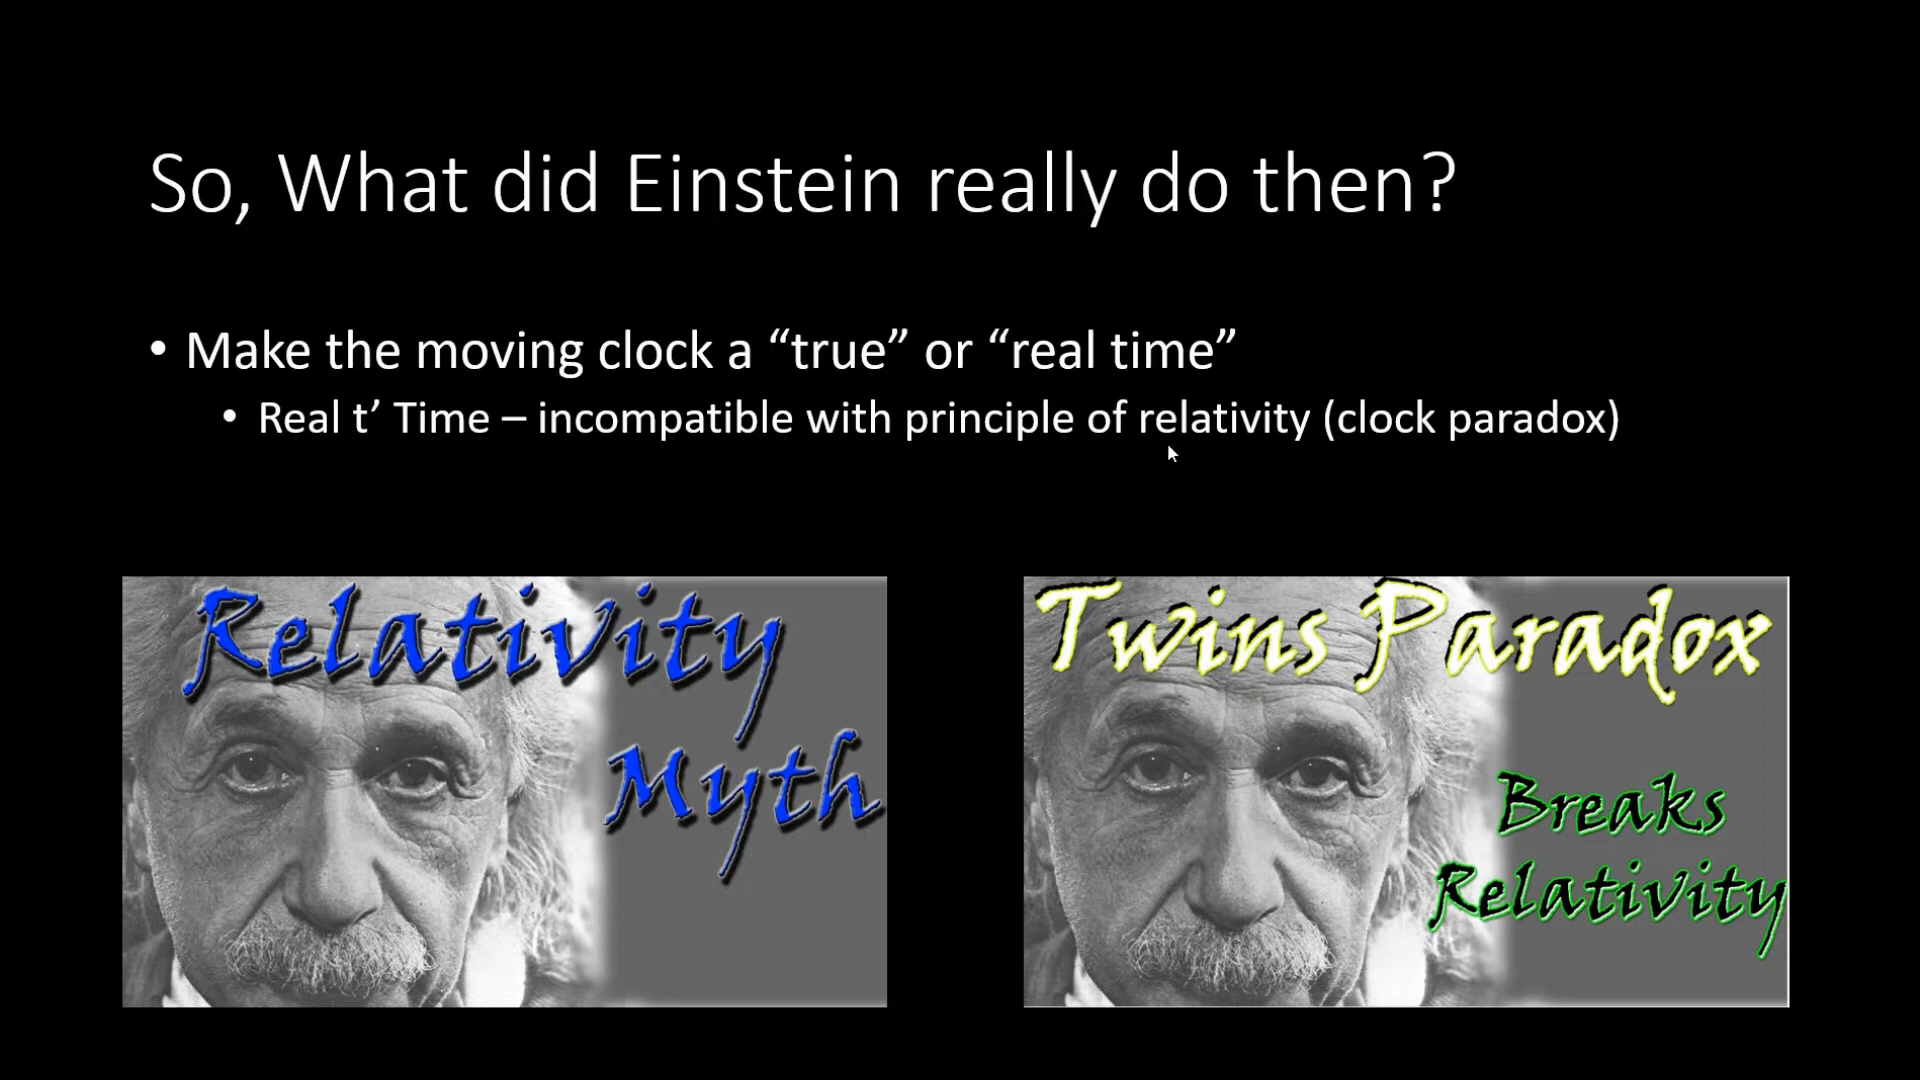 So, What did Einstein really do then?
• Make the moving clock a “true” or “real time”
• Real t’ Time – incompatible with principle of relativity (clock paradox)
Relativity
Myth
Twins Paradox
Breaks
Relativity